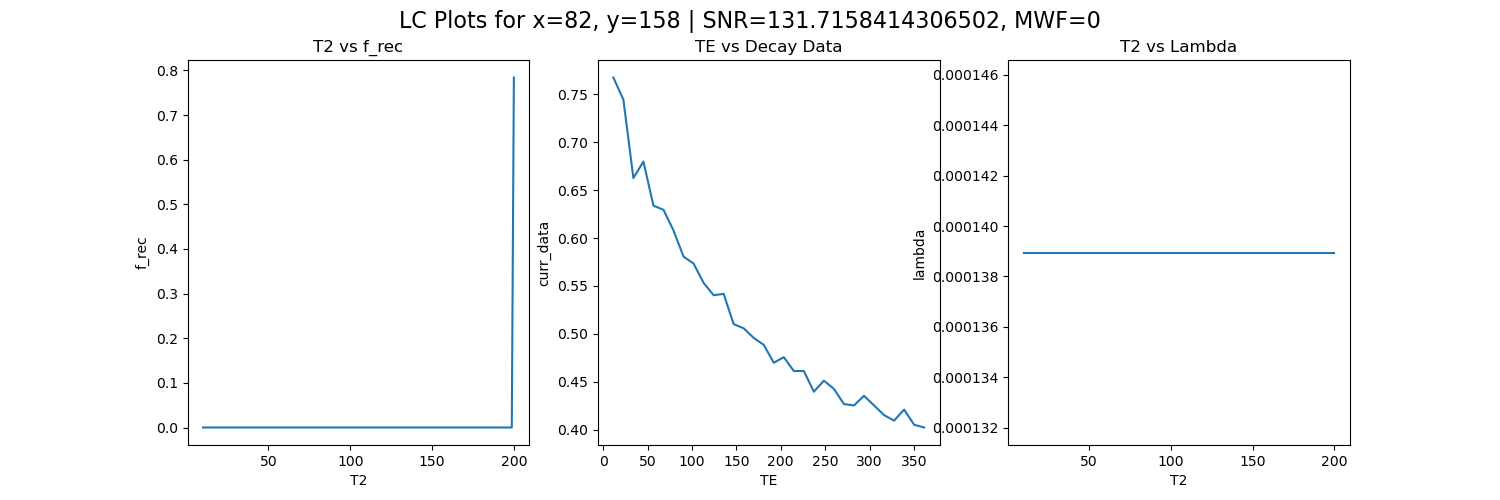 LC Plots for x=82, y=158 | SNR=131.7158414306502, MWF=0
T2 vs f_rec
0.8
0.7
0.6
0.5
0.4
0.3
0.2
0.1
0.0
f_rec
50 100 150 200
T2
TE vs Decay Data
0.75
0.70
0.65
0.60
0.55
0.50
0.45
0.40
curr_data
0 50 100 150 200 250 300 350
TE
T2 vs Lambda
0.000146
0.000144
0.000142
0.000140
0.000138
0.000136
0.000134
0.000132
lambda
50 100 150 200
T2